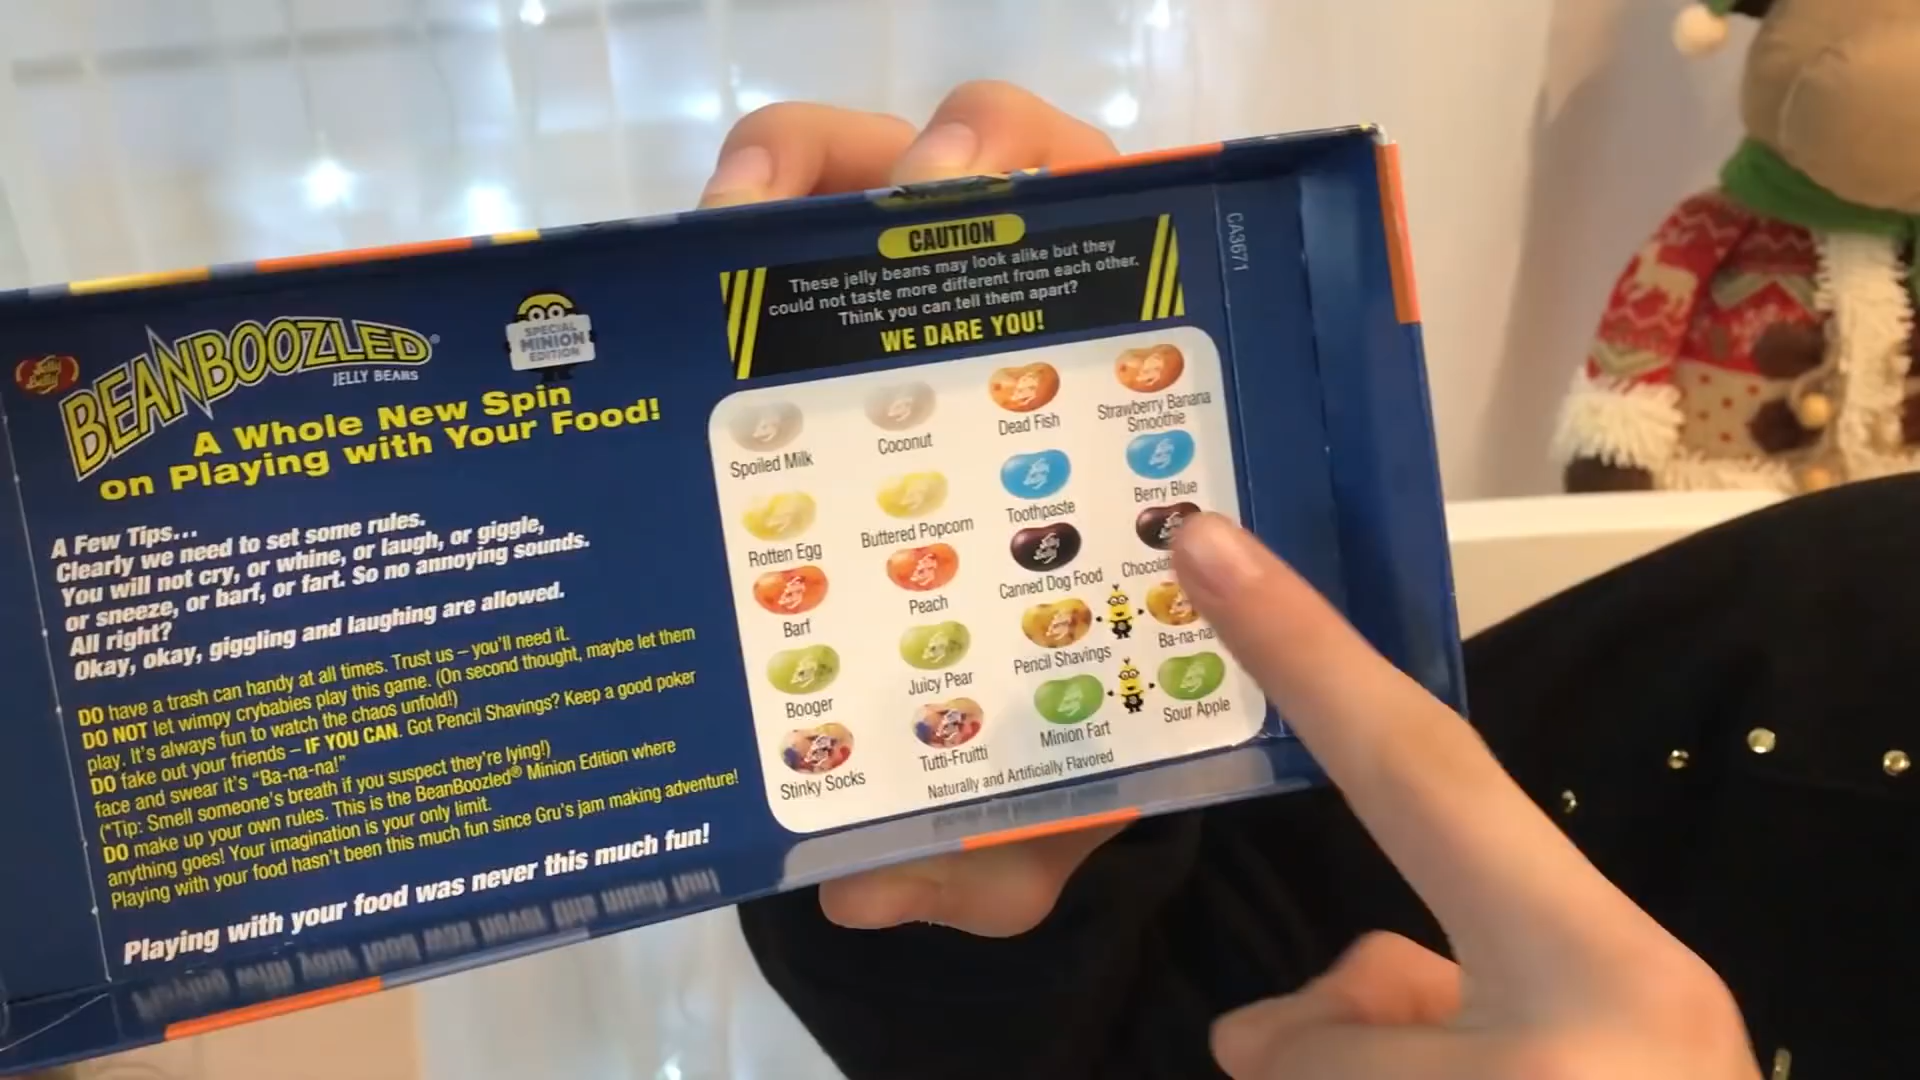 Jelly Belly
BEANBOOZLED®
JELLY BEANS
SPECIAL
MINION
EDITION
A Whole New Spin
on Playing with Your Food!
A Few Tips...
Clearly we need to set some rules.
You will not cry, or whine, or laugh, or giggle,
or sneeze, or barf, or fart. So no annoying sounds.
All right?
Okay, okay, giggling and laughing are allowed.
DO have a trash can handy at all times. Trust us – you'll need it.
DO NOT let wimpy crybabies play this game. (On second thought, maybe let them
play. It's always fun to watch the chaos unfold!)
DO fake out your friends – IF YOU CAN. Got Pencil Shavings? Keep a good poker
face and swear it's "Ba-na-na!"
(*Tip: Smell someone's breath if you suspect they're lying!)
DO make up your own rules. This is the BeanBoozled® Minion Edition where
anything goes! Your imagination is your only limit.
Playing with your food hasn't been this much fun since Gru's jam making adventure!
Playing with your food was never this much fun!
CAUTION
These jelly beans may look alike but they
could not taste more different from each other.
Think you can tell them apart?
WE DARE YOU!
Spoiled Milk
Coconut
Dead Fish
Strawberry Banana
Smoothie
Rotten Egg
Buttered Popcorn
Toothpaste
Berry Blue
Barf
Peach
Canned Dog Food
Booger
Juicy Pear
Pencil Shavings
Ba-na-na
Stinky Socks
Tutti-Fruitti
Minion Fart
Sour Apple
Naturally and Artificially Flavored
CA3671